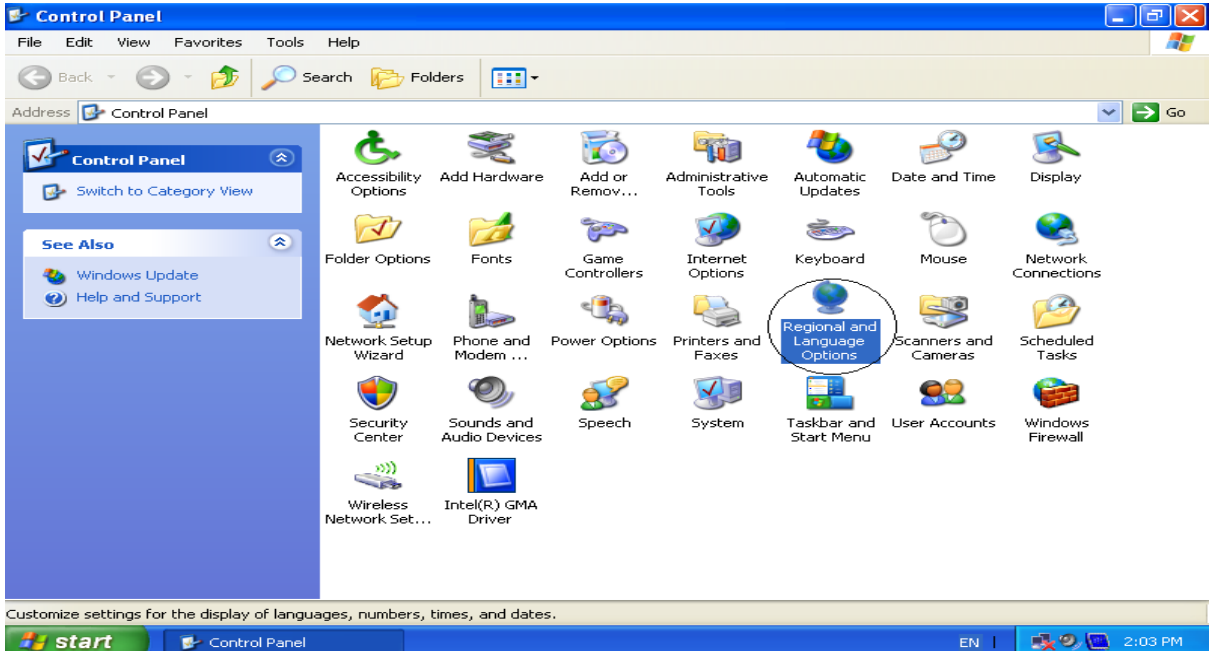 Control Panel
File Edit View Favorites Tools Help
Back Search Folders
Address Control Panel Go
Control Panel
Switch to Category View
See Also
Windows Update
Help and Support
Accessibility Options
Add Hardware
Add or Remov...
Administrative Tools
Automatic Updates
Date and Time
Display
Folder Options
Fonts
Game Controllers
Internet Options
Keyboard
Mouse
Network Connections
Network Setup Wizard
Phone and Modem ...
Power Options
Printers and Faxes
Regional and Language Options
Scanners and Cameras
Scheduled Tasks
Security Center
Sounds and Audio Devices
Speech
System
Taskbar and Start Menu
User Accounts
Windows Firewall
Wireless Network Set...
Intel(R) GMA Driver
Customize settings for the display of languages, numbers, times, and dates.
start Control Panel EN 2:03 PM